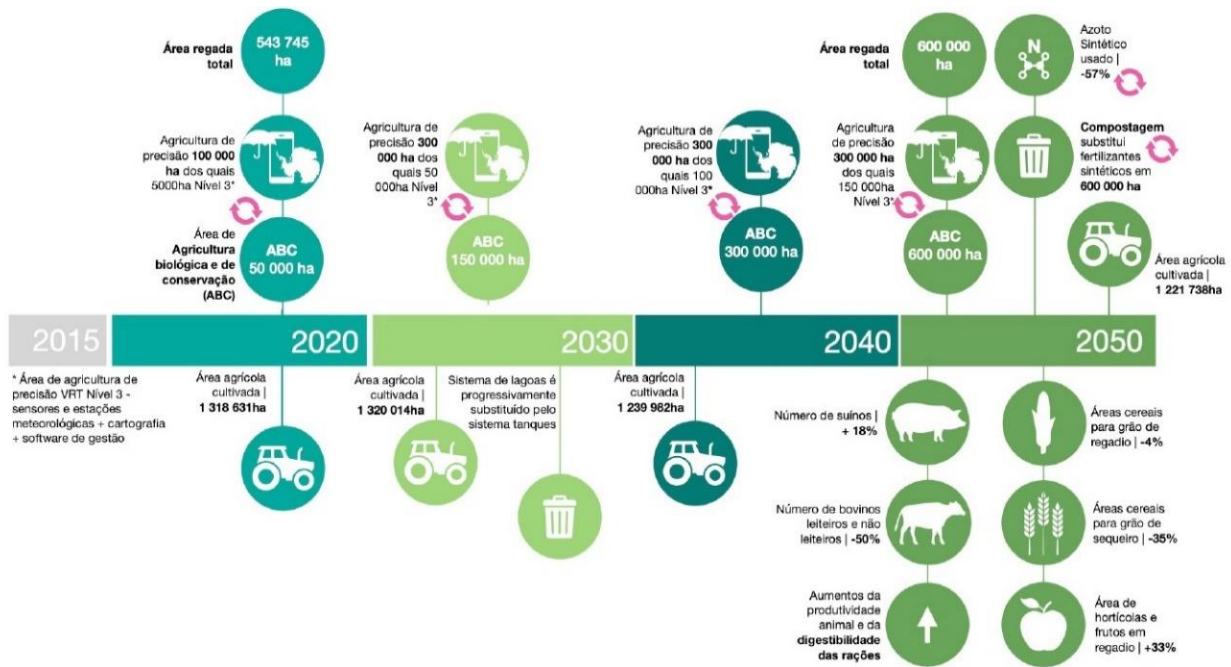 Área regada
total
543 745
ha
Agricultura de
precisão 100 000
ha dos quais
5000ha Nível 3*
Área de
Agricultura
biológica e de
conservação
(ABC)
ABC
50 000 ha
Agricultura de
precisão 300
000 ha dos
quais 50
000ha Nível
3*
ABC
150 000 ha
Agricultura de
precisão 300
000 ha dos
quais 100
000ha Nível 3*
ABC
300 000 ha
Área regada
total
600 000
ha
Agricultura
de precisão
300 000 ha
dos quais
150 000ha
Nível 3*
ABC
600 000 ha
N
Azoto
Sintético
usado |
-57%
Compostagem
substitui
fertilizantes
sintéticos em
600 000 ha
Área agrícola
cultivada |
1 221 738ha
2015
2020
2030
2040
2050
* Área de agricultura de
precisão VRT Nível 3 -
sensores e estações
meteorológicas + cartografia
+ software de gestão
Área agrícola
cultivada |
1 318 631ha
Área agrícola
cultivada |
1 320 014ha
Sistema de lagoas é
progressivamente
substituído pelo
sistema tanques
Área agrícola
cultivada |
1 239 982ha
Número de suínos |
+ 18%
Número de bovinos
leiteiros e não
leiteiros | -50%
Aumentos da
produtividade
animal e da
digestibilidade
das rações
Áreas cereais
para grão de
regadio | -4%
Áreas cereais
para grão de
sequeiro | -35%
Área de
hortícolas e
frutos em
regadio | +33%